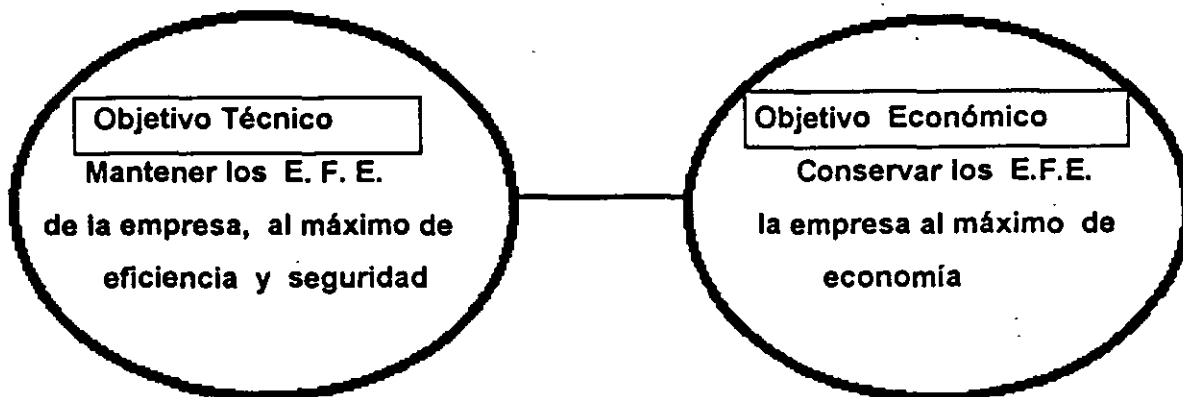 Objetivo Técnico
Mantener los E. F. E.
de la empresa, al máximo de
eficiencia y seguridad
Objetivo Económico
Conservar los E.F.E.
la empresa al máximo de
economía